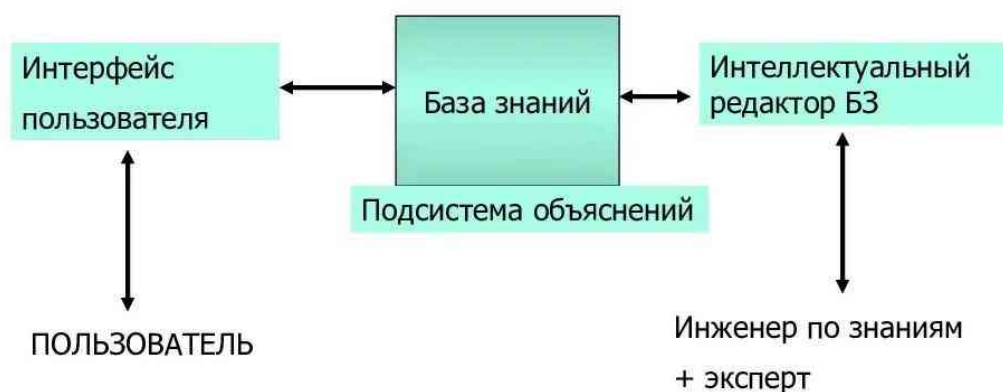 Интерфейс
пользователя
База знаний
Подсистема объяснений
Интеллектуальный
редактор БЗ
ПОЛЬЗОВАТЕЛЬ
Инженер по знаниям
+ эксперт